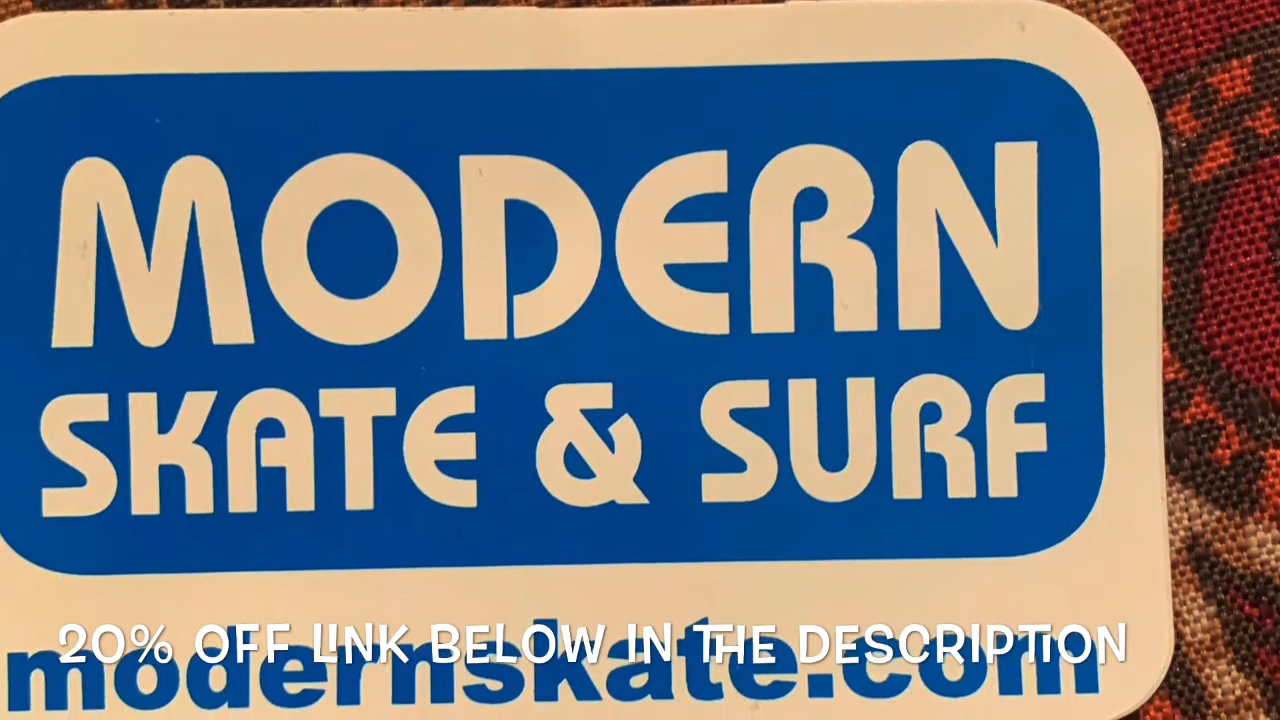 MODERN
SKATE & SURF
20% OFF LINK BELOW IN THE DESCRIPTION
modernskate.com